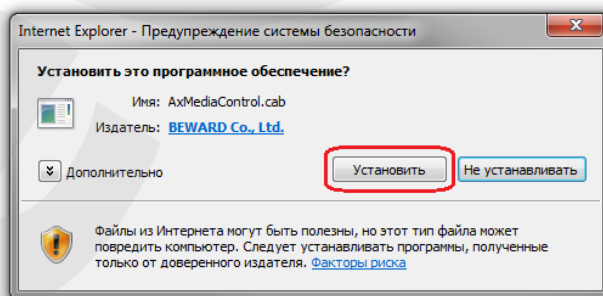 Internet Explorer - Предупреждение системы безопасности
Установить это программное обеспечение?
Имя: AxMediaControl.cab
Издатель: BEWARD Co., Ltd.
Дополнительно
Установить
Не устанавливать
Файлы из Интернета могут быть полезны, но этот тип файла может
повредить компьютер. Следует устанавливать программы, полученные
только от доверенного издателя. Факторы риска